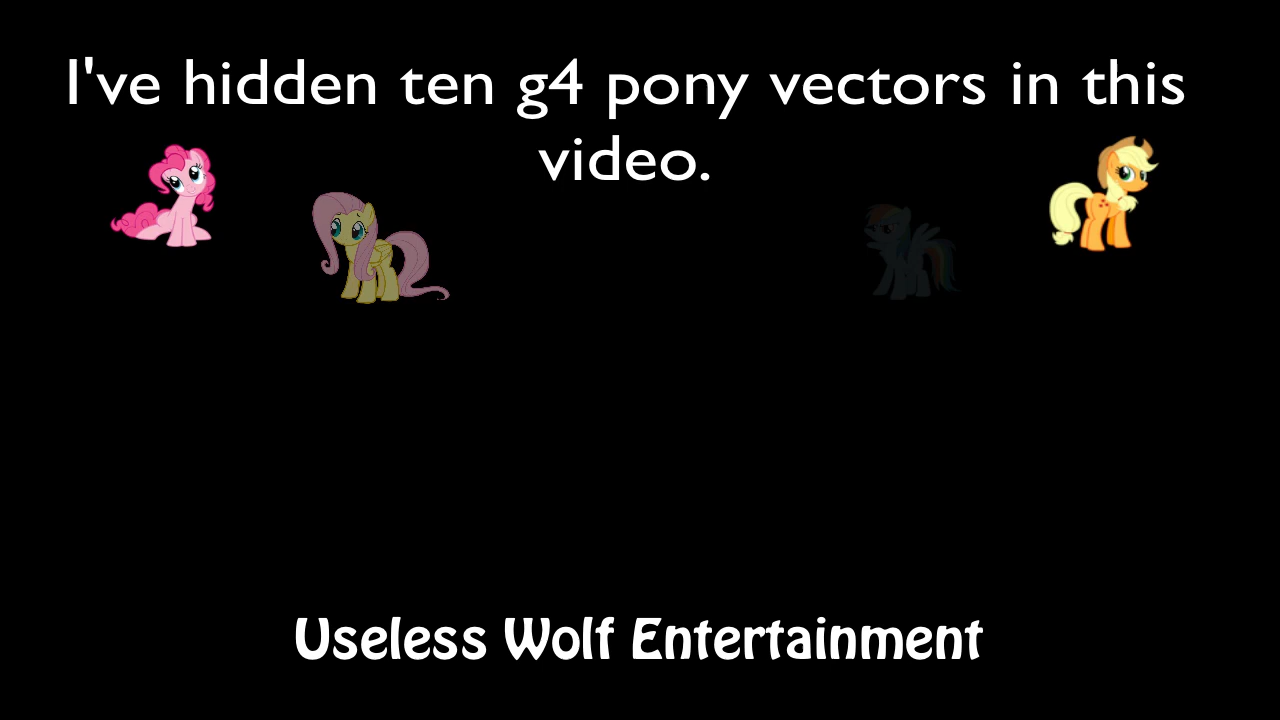 I've hidden ten g4 pony vectors in this
video.
Useless Wolf Entertainment